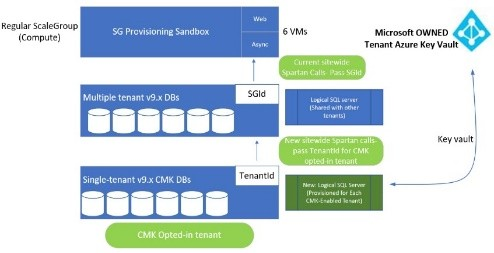 Regular ScaleGroup
(Compute)
SG Provisioning Sandbox
Web
Async
6 VMs
Microsoft OWNED
Tenant Azure Key Vault
Current sitewide
Spartan Calls- Pass SGId
SGId
Multiple tenant v9.x DBs
Logical SQL server
(Shared with other
tenants)
New sitewide Spartan calls-
pass TenantId for CMK
opted-in tenant
Key vault
TenantId
Single-tenant v9.x CMK DBs
New: Logical SQL Server
(Provisioned for Each
CMK-Enabled Tenant)
CMK Opted-in tenant